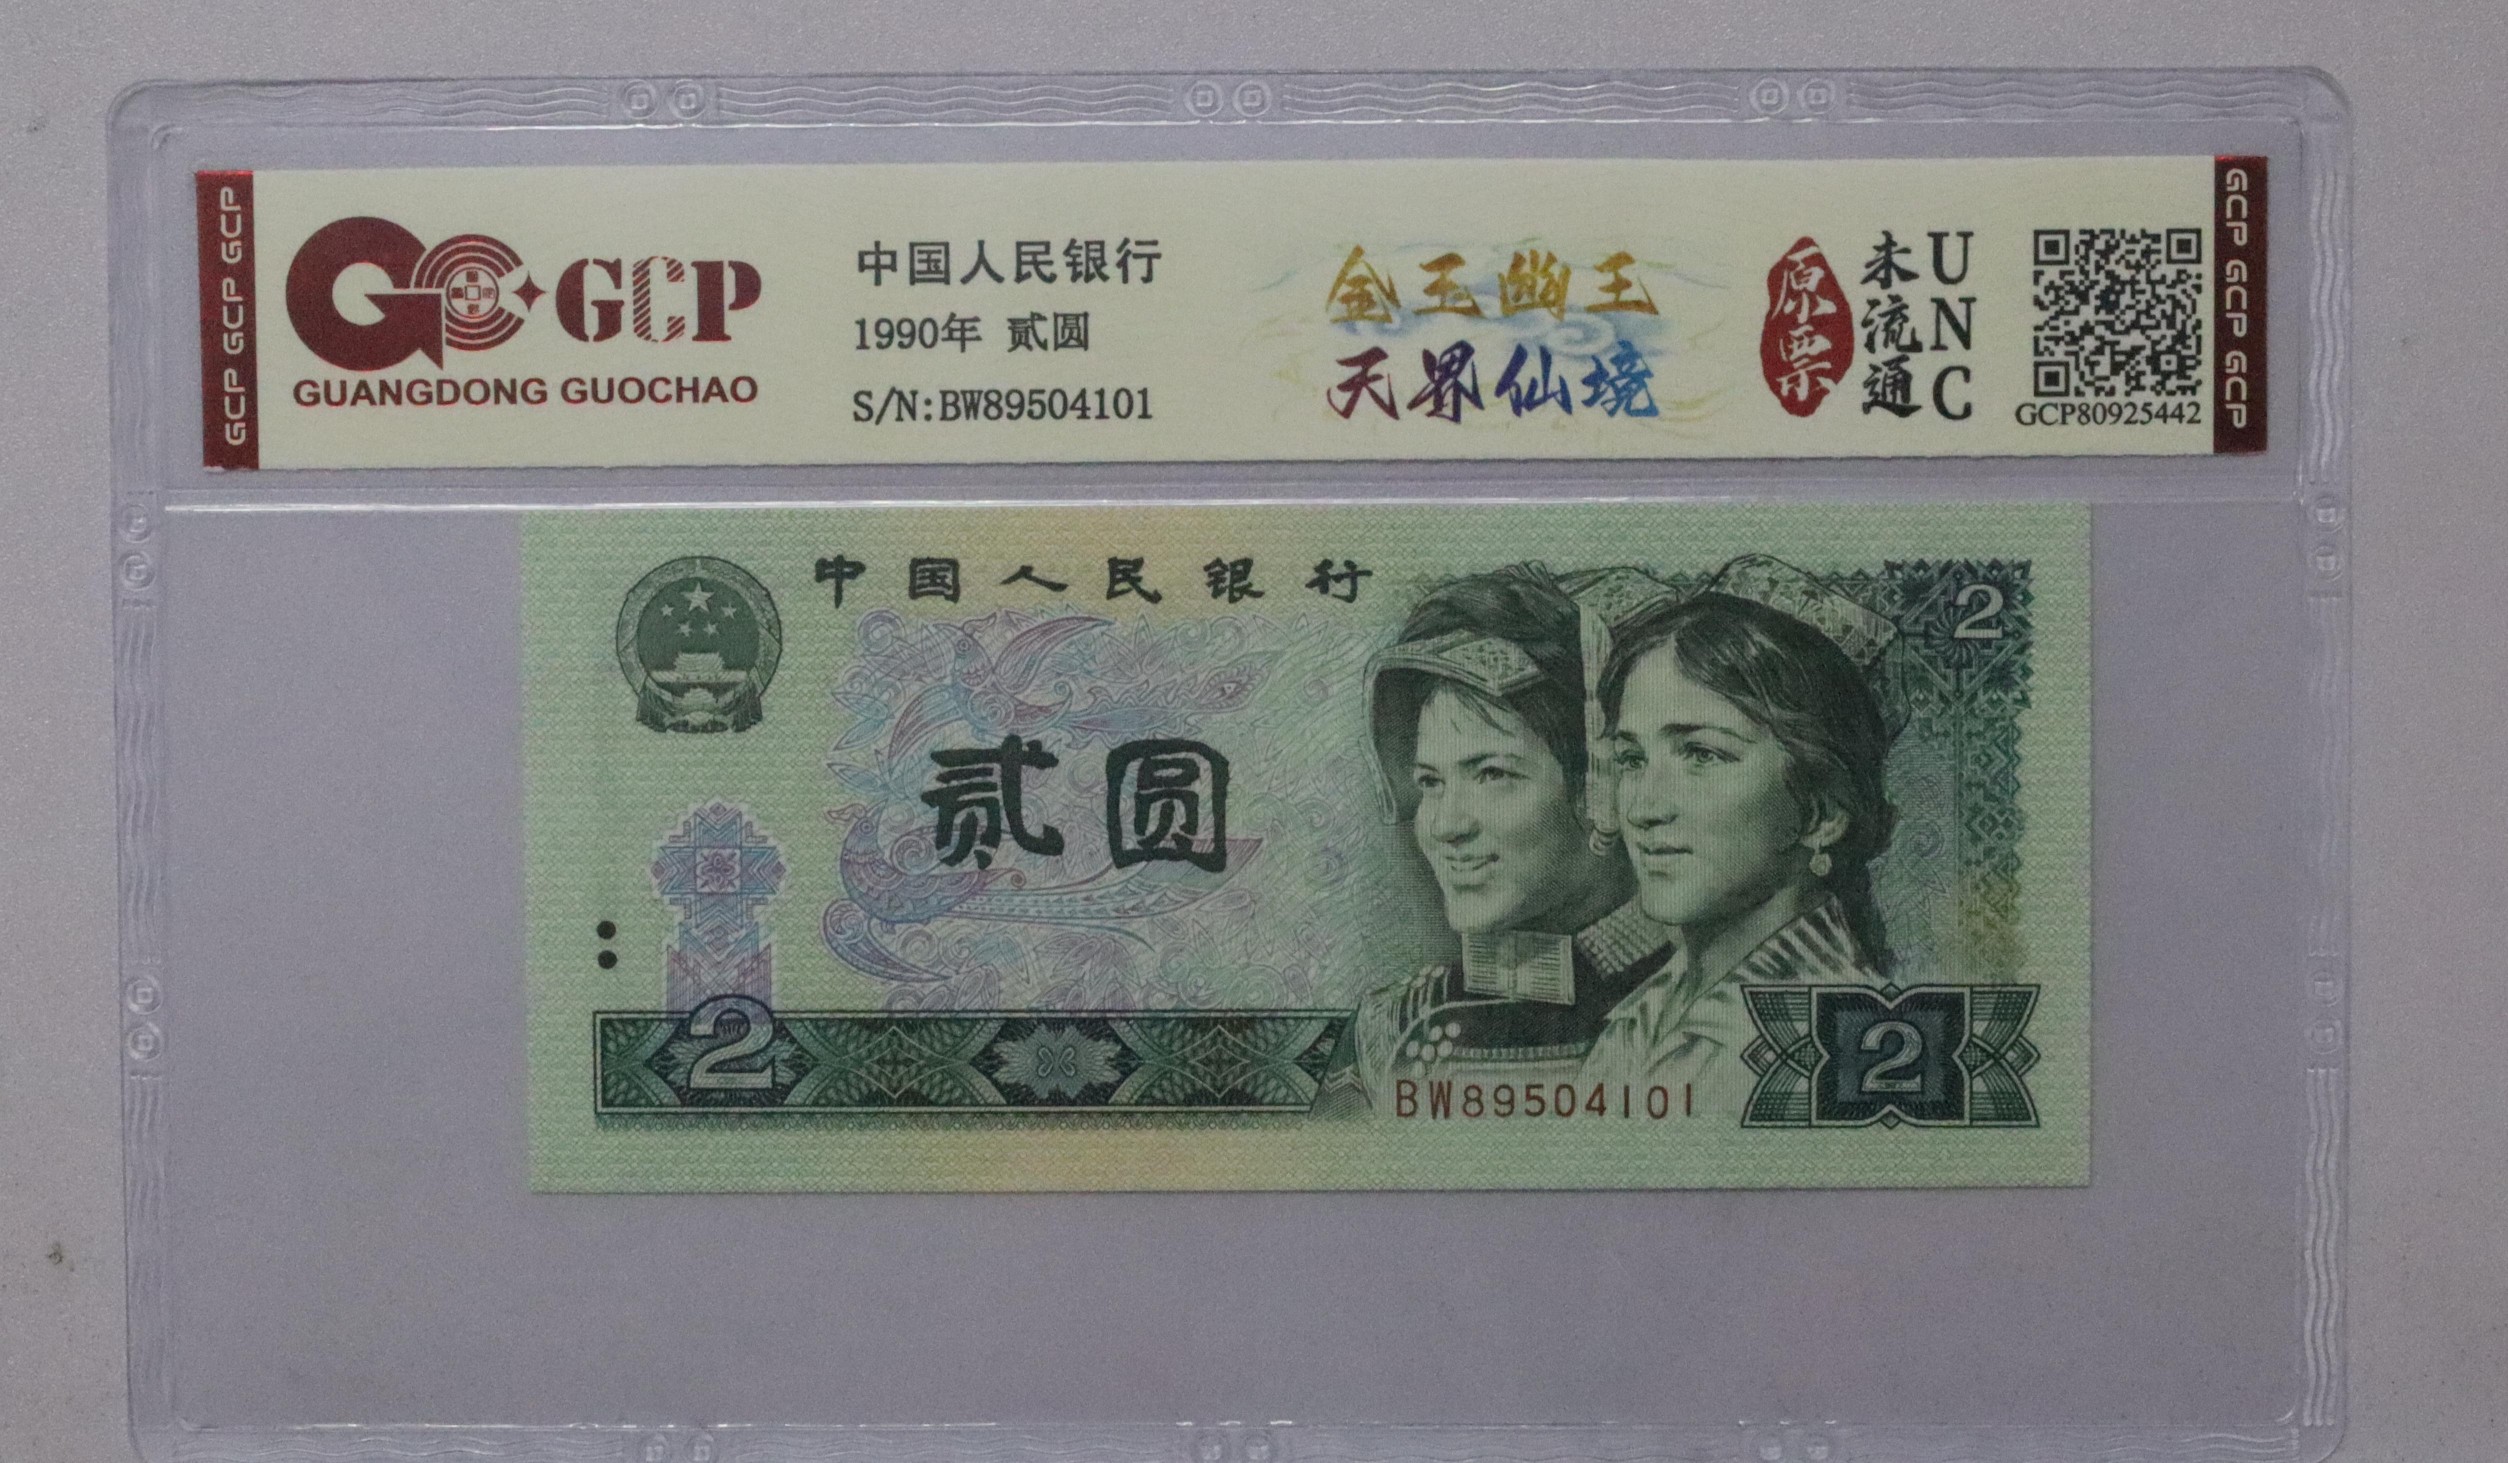 GCP GCP GCP
GCP
GUANGDONG GUOCHAO
中国人民银行
1990年 贰圆
S/N:BW89504101
金玉幽王
天界仙境
原票
未流通
UNC
GCP80925442
GCP GCP GCP
中国人民银行
2
贰圆
2
BW89504101
2